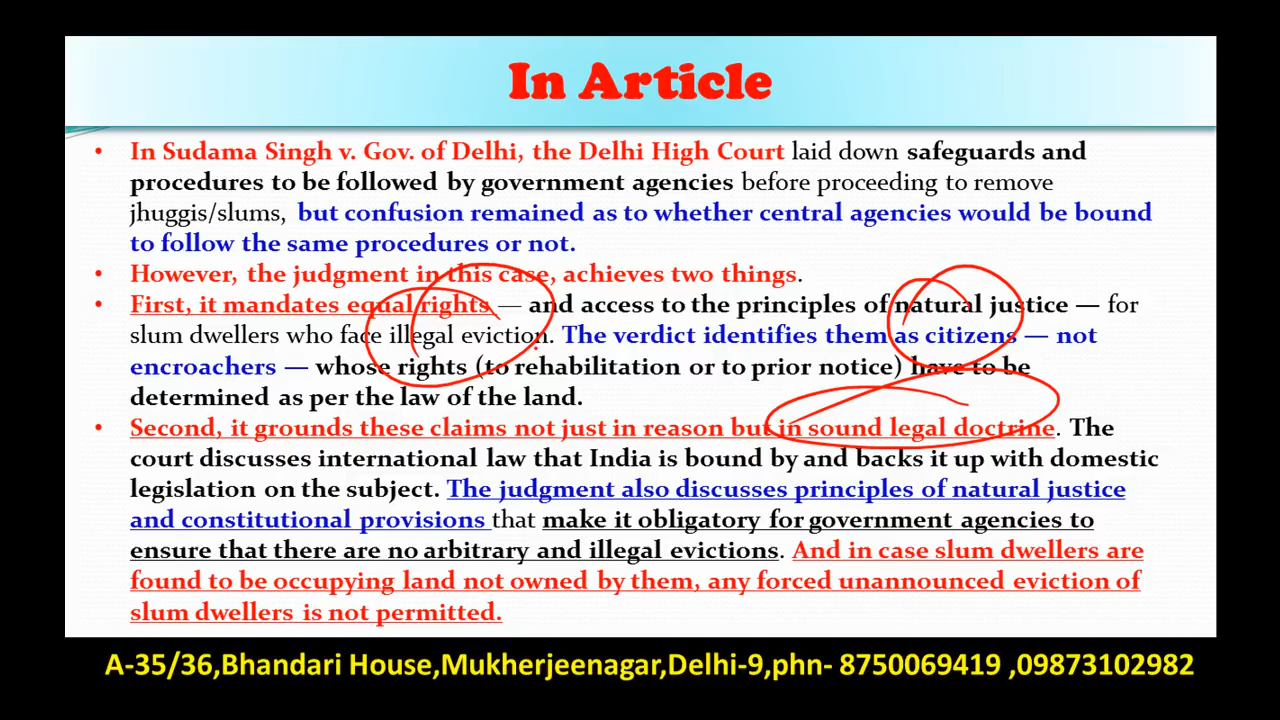 In Article
• In Sudama Singh v. Gov. of Delhi, the Delhi High Court laid down safeguards and
procedures to be followed by government agencies before proceeding to remove
jhuggis/slums, but confusion remained as to whether central agencies would be bound
to follow the same procedures or not.
• However, the judgment in this case, achieves two things.
• First, it mandates equal rights — and access to the principles of natural justice — for
slum dwellers who face illegal eviction. The verdict identifies them as citizens — not
encroachers — whose rights (to rehabilitation or to prior notice) have to be
determined as per the law of the land.
• Second, it grounds these claims not just in reason but in sound legal doctrine. The
court discusses international law that India is bound by and backs it up with domestic
legislation on the subject. The judgment also discusses principles of natural justice
and constitutional provisions that make it obligatory for government agencies to
ensure that there are no arbitrary and illegal evictions. And in case slum dwellers are
found to be occupying land not owned by them, any forced unannounced eviction of
slum dwellers is not permitted.
A-35/36,Bhandari House,Mukherjeenagar,Delhi-9,phn- 8750069419 ,09873102982